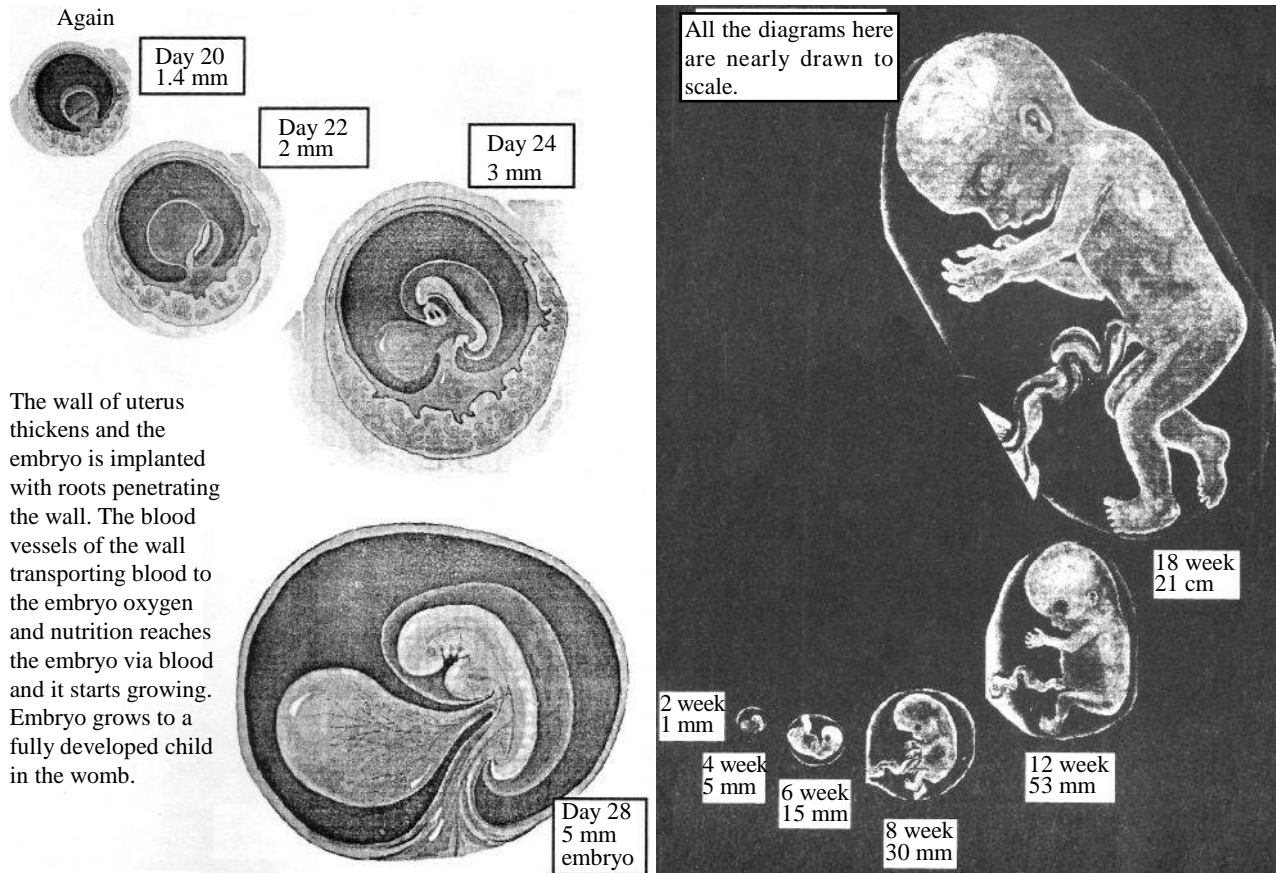 Again
Day 20
1.4 mm
Day 22
2 mm
Day 24
3 mm
The wall of uterus
thickens and the
embryo is implanted
with roots penetrating
the wall. The blood
vessels of the wall
transporting blood to
the embryo oxygen
and nutrition reaches
the embryo via blood
and it starts growing.
Embryo grows to a
fully developed child
in the womb.
Day 28
5 mm
embryo
All the diagrams here
are nearly drawn to
scale.
2 week
1 mm
4 week
5 mm
6 week
15 mm
8 week
30 mm
12 week
53 mm
18 week
21 cm